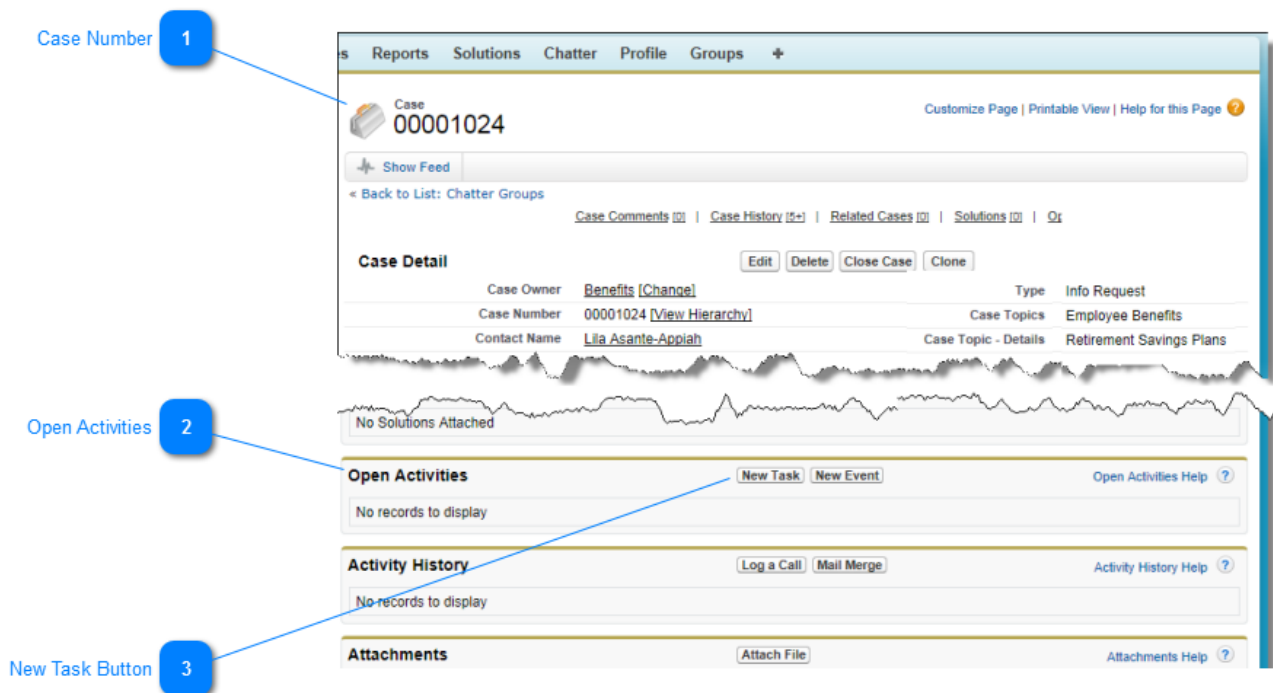 Case Number 1
s Reports Solutions Chatter Profile Groups +
Case
00001024
Customize Page | Printable View | Help for this Page ?
Show Feed
« Back to List: Chatter Groups
Case Comments [0] | Case History [5+] | Related Cases [0] | Solutions [0] | Op
Case Detail Edit Delete Close Case Clone
Case Owner Benefits [Change] Type Info Request
Case Number 00001024 [View Hierarchy] Case Topics Employee Benefits
Contact Name Lila Asante-Appiah Case Topic - Details Retirement Savings Plans
Open Activities 2
No Solutions Attached
Open Activities New Task New Event Open Activities Help ?
No records to display
Activity History Log a Call Mail Merge Activity History Help ?
No records to display
New Task Button 3
Attachments Attach File Attachments Help ?